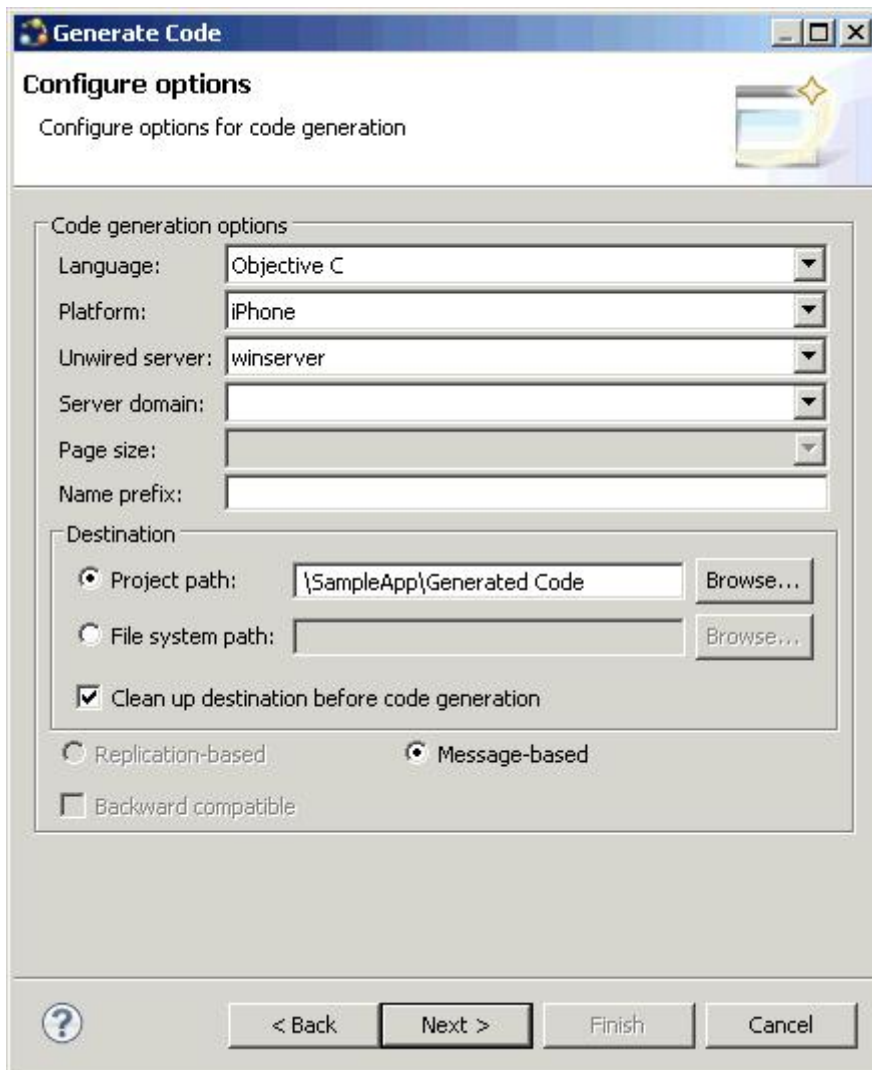 Generate Code
Configure options
Configure options for code generation
Code generation options
Language: Objective C
Platform: iPhone
Unwired server: winserver
Server domain:
Page size:
Name prefix:
Destination
Project path: \SampleApp\Generated Code Browse...
File system path: Browse...
Clean up destination before code generation
Replication-based Message-based
Backward compatible
? < Back Next > Finish Cancel